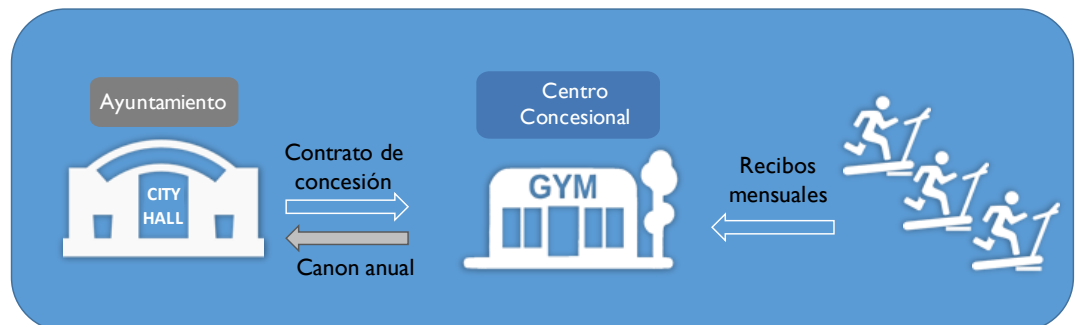 Ayuntamiento
CITY
HALL
Contrato de
concesión
Canon anual
Centro
Concesional
GYM
Recibos
mensuales